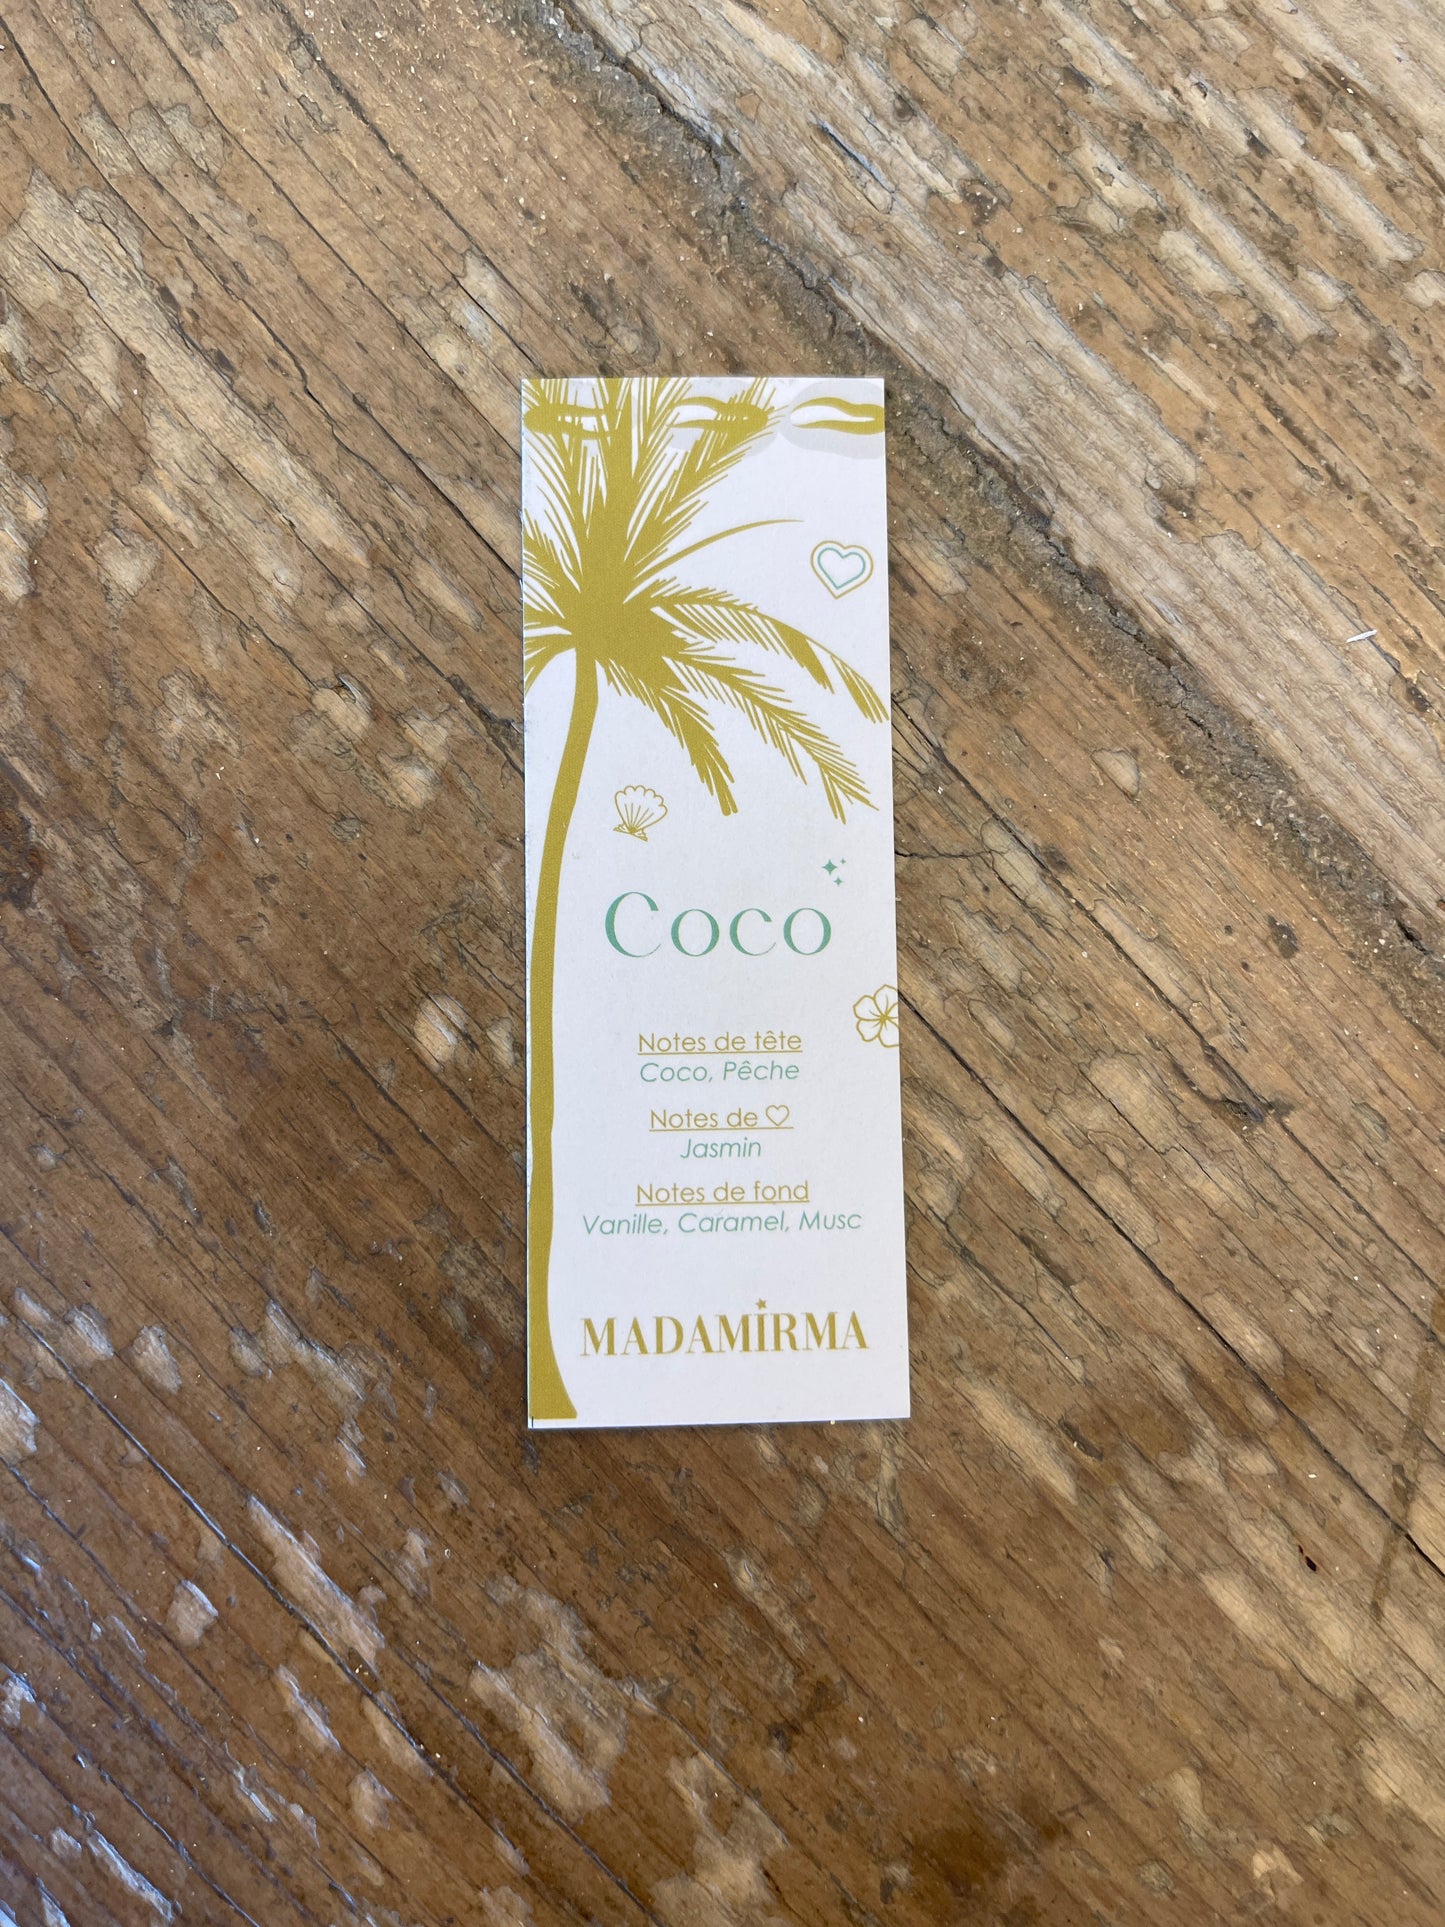 Coco
Notes de tête
Coco, Pêche
Notes de ♡
Jasmin
Notes de fond
Vanille, Caramel, Musc
MADAMIRMA